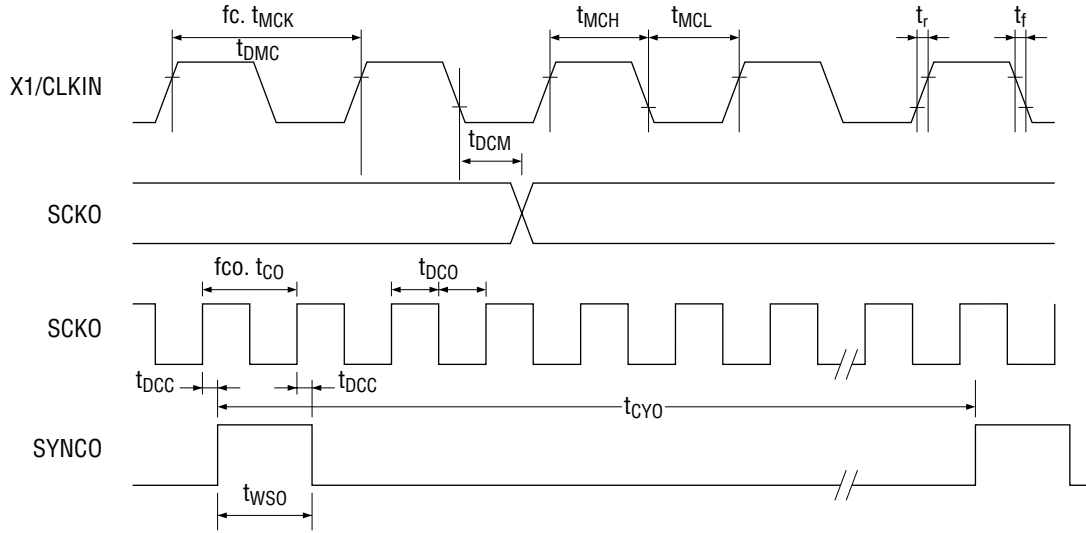 fc. tMCK
tDMC
tMCH
tMCL
tr
tf
X1/CLKIN
tDCM
SCKO
fco. tCO
tDCO
SCKO
tDCC
tDCC
tCYO
SYNCO
tWSO